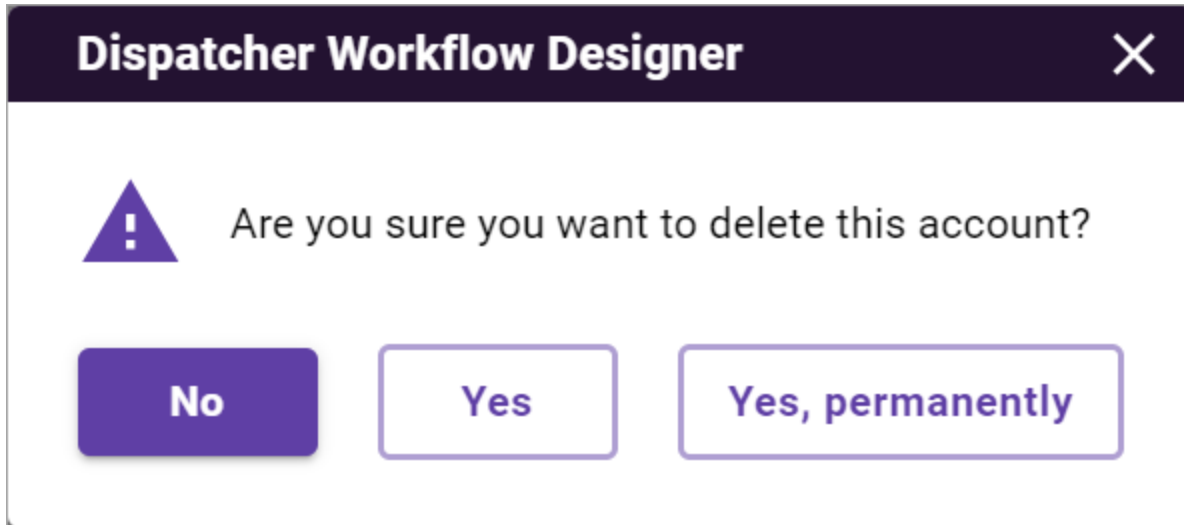 Dispatcher Workflow Designer
Are you sure you want to delete this account?
No
Yes
Yes, permanently